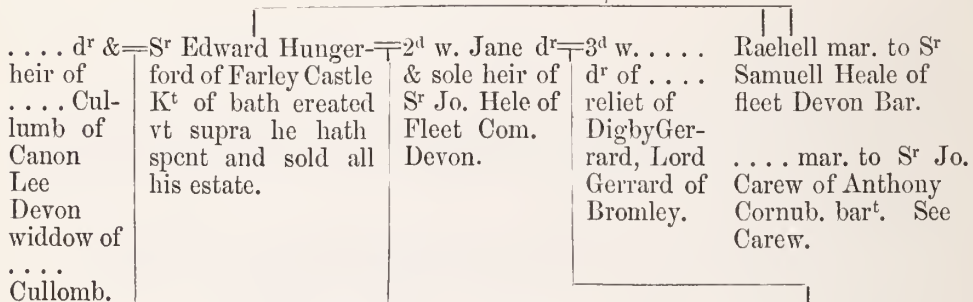 . . . . dʳ &
heir of
. . . . Cul-
lumb of
Canon
Lee
Devon
widdow of
. . . .
Cullomb.
Sʳ Edward Hunger-
ford of Farley Castle
Kᵗ of bath ereated
vt supra he hath
spent and sold all
his estate.
2ᵈ w. Jane dʳ
& sole heir of
Sʳ Jo. Hele of
Fleet Com.
Devon.
3ᵈ w. . . . .
dʳ of . . . .
reliet of
DigbyGer-
rard, Lord
Gerrard of
Bromley.
Raehell mar. to Sʳ
Samuell Heale of
fleet Devon Bar.
. . . . mar. to Sʳ Jo.
Carew of Anthony
Cornub. barᵗ. See
Carew.